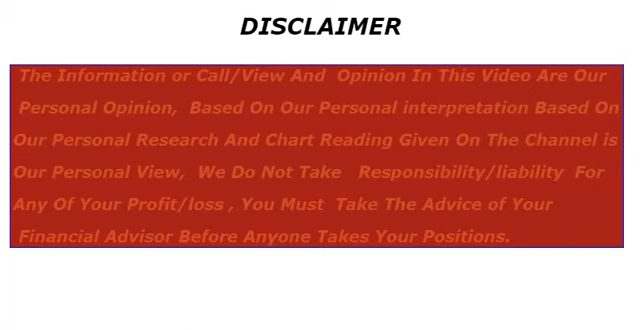 DISCLAIMER
The Information or Call/View And Opinion In This Video Are Our
Personal Opinion, Based On Our Personal interpretation Based On
Our Personal Research And Chart Reading Given On The Channel is
Our Personal View, We Do Not Take Responsibility/liability For
Any Of Your Profit/loss , You Must Take The Advice of Your
Financial Advisor Before Anyone Takes Your Positions.